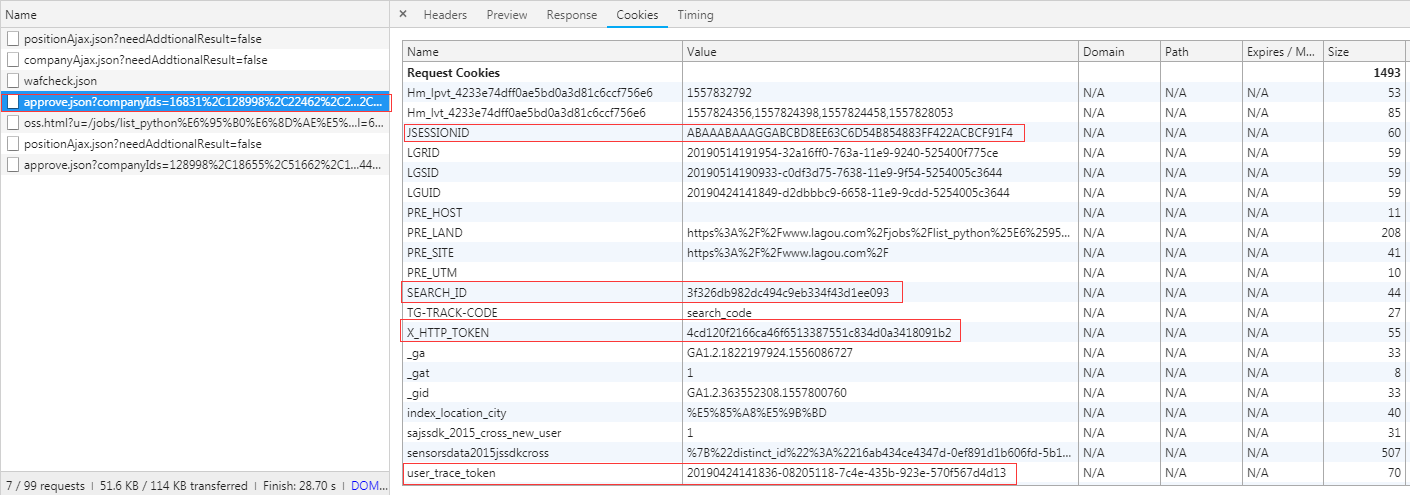 Name
positionAjax.json?needAddtionalResult=false
companyAjax.json?needAddtionalResult=false
wafcheck.json
approve.json?companyIds=16831%2C128998%2C22462%2C2...2C...
oss.html?u=/jobs/list_python%E6%95%B0%E6%8D%AE%E5%...l=6...
positionAjax.json?needAddtionalResult=false
approve.json?companyIds=128998%2C18655%2C51662%2C1...44...
7 / 99 requests | 51.6 KB / 114 KB transferred | Finish: 28.70 s | DOM...
× Headers Preview Response Cookies Timing
Name Value Domain Path Expires / M... Size
Request Cookies 1493
Hm_lpvt_4233e74dff0ae5bd0a3d81c6ccf756e6 1557832792 N/A N/A N/A 53
Hm_lvt_4233e74dff0ae5bd0a3d81c6ccf756e6 1557824356,1557824398,1557824458,1557828053 N/A N/A N/A 85
JSESSIONID ABAAABAAAGGABCBD8EE63C6D54B854883FF422ACBCF91F4 N/A N/A N/A 60
LGRID 20190514191954-32a16ff0-763a-11e9-9240-525400f775ce N/A N/A N/A 59
LGSID 20190514190933-c0df3d75-7638-11e9-9f54-5254005c3644 N/A N/A N/A 59
LGUID 20190424141849-d2dbbbc9-6658-11e9-9cdd-5254005c3644 N/A N/A N/A 59
PRE_HOST N/A N/A N/A 11
PRE_LAND https%3A%2F%2Fwww.lagou.com%2Fjobs%2Flist_python%25E6%2595... N/A N/A N/A 208
PRE_SITE https%3A%2F%2Fwww.lagou.com%2F N/A N/A N/A 41
PRE_UTM N/A N/A N/A 10
SEARCH_ID 3f326db982dc494c9eb334f43d1ee093 N/A N/A N/A 44
TG-TRACK-CODE search_code N/A N/A N/A 27
X_HTTP_TOKEN 4cd120f2166ca46f6513387551c834d0a3418091b2 N/A N/A N/A 55
_ga GA1.2.1822197924.1556086727 N/A N/A N/A 33
_gat 1 N/A N/A N/A 8
_gid GA1.2.363552308.1557800760 N/A N/A N/A 33
index_location_city %E5%85%A8%E5%9B%BD N/A N/A N/A 40
sajssdk_2015_cross_new_user 1 N/A N/A N/A 31
sensorsdata2015jssdkcross %7B%22distinct_id%22%3A%2216ab434ce4347d-0ef891d1b606fd-5b1... N/A N/A N/A 507
user_trace_token 20190424141836-08205118-7c4e-435b-923e-570f567d4d13 N/A N/A N/A 70